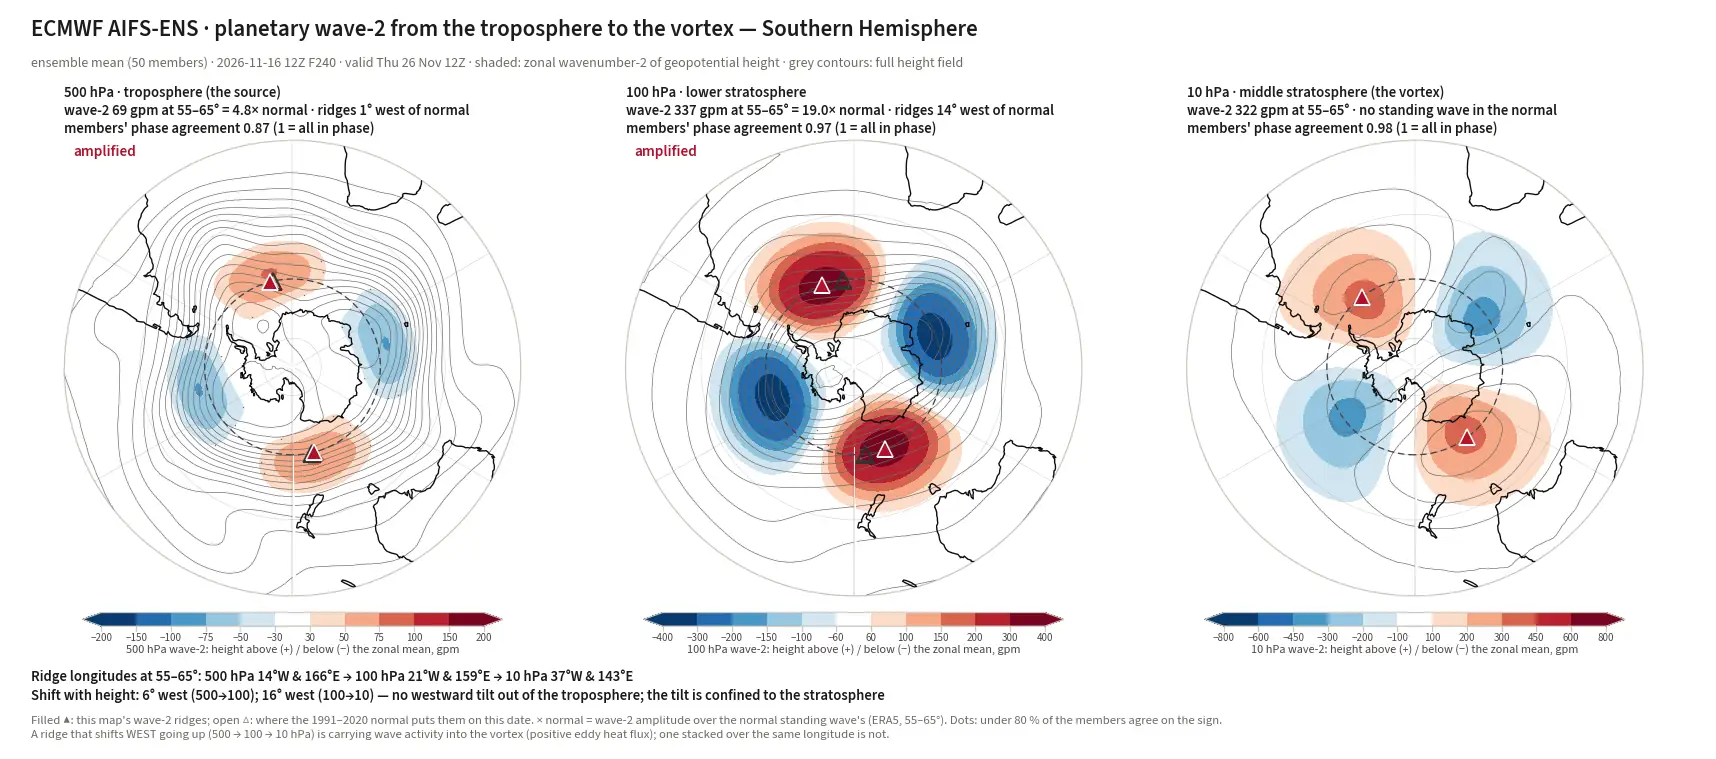 ECMWF AIFS-ENS · planetary wave-2 from the troposphere to the vortex — Southern Hemisphere
ensemble mean (50 members) · 2026-11-16 12Z F240 · valid Thu 26 Nov 12Z · shaded: zonal wavenumber-2 of geopotential height · grey contours: full height field
500 hPa · troposphere (the source)
wave-2 69 gpm at 55–65° = 4.8× normal · ridges 1° west of normal
members' phase agreement 0.87 (1 = all in phase)
amplified
100 hPa · lower stratosphere
wave-2 337 gpm at 55–65° = 19.0× normal · ridges 14° west of normal
members' phase agreement 0.97 (1 = all in phase)
amplified
10 hPa · middle stratosphere (the vortex)
wave-2 322 gpm at 55–65° · no standing wave in the normal
members' phase agreement 0.98 (1 = all in phase)
−200 −150 −100 −75 −50 −30 30 50 75 100 150 200
500 hPa wave-2: height above (+) / below (−) the zonal mean, gpm
−400 −300 −200 −150 −100 −60 60 100 150 200 300 400
100 hPa wave-2: height above (+) / below (−) the zonal mean, gpm
−800 −600 −450 −300 −200 −100 100 200 300 450 600 800
10 hPa wave-2: height above (+) / below (−) the zonal mean, gpm
Ridge longitudes at 55–65°: 500 hPa 14°W & 166°E → 100 hPa 21°W & 159°E → 10 hPa 37°W & 143°E
Shift with height: 6° west (500→100); 16° west (100→10) — no westward tilt out of the troposphere; the tilt is confined to the stratosphere
Filled ▲: this map's wave-2 ridges; open △: where the 1991–2020 normal puts them on this date. × normal = wave-2 amplitude over the normal standing wave's (ERA5, 55–65°). Dots: under 80 % of the members agree on the sign.
A ridge that shifts WEST going up (500 → 100 → 10 hPa) is carrying wave activity into the vortex (positive eddy heat flux); one stacked over the same longitude is not.